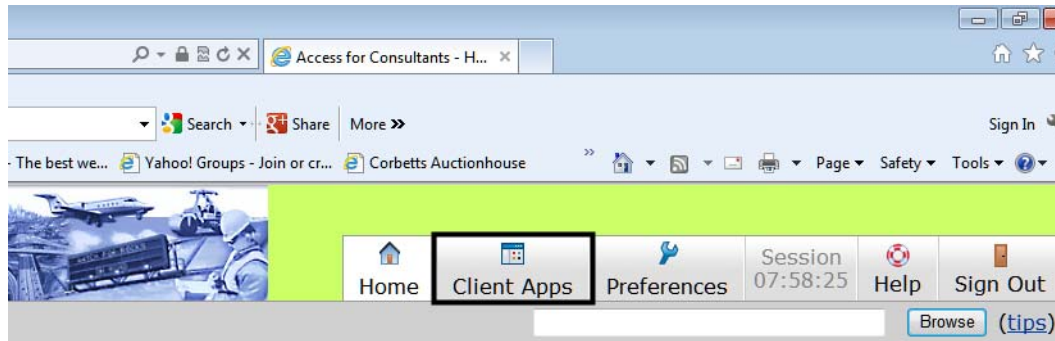 Access for Consultants - H...
Search Share More »
Sign In
- The best we... Yahoo! Groups - Join or cr... Corbetts Auctionhouse » Page Safety Tools
Home Client Apps Preferences Session 07:58:25 Help Sign Out
Browse (tips)